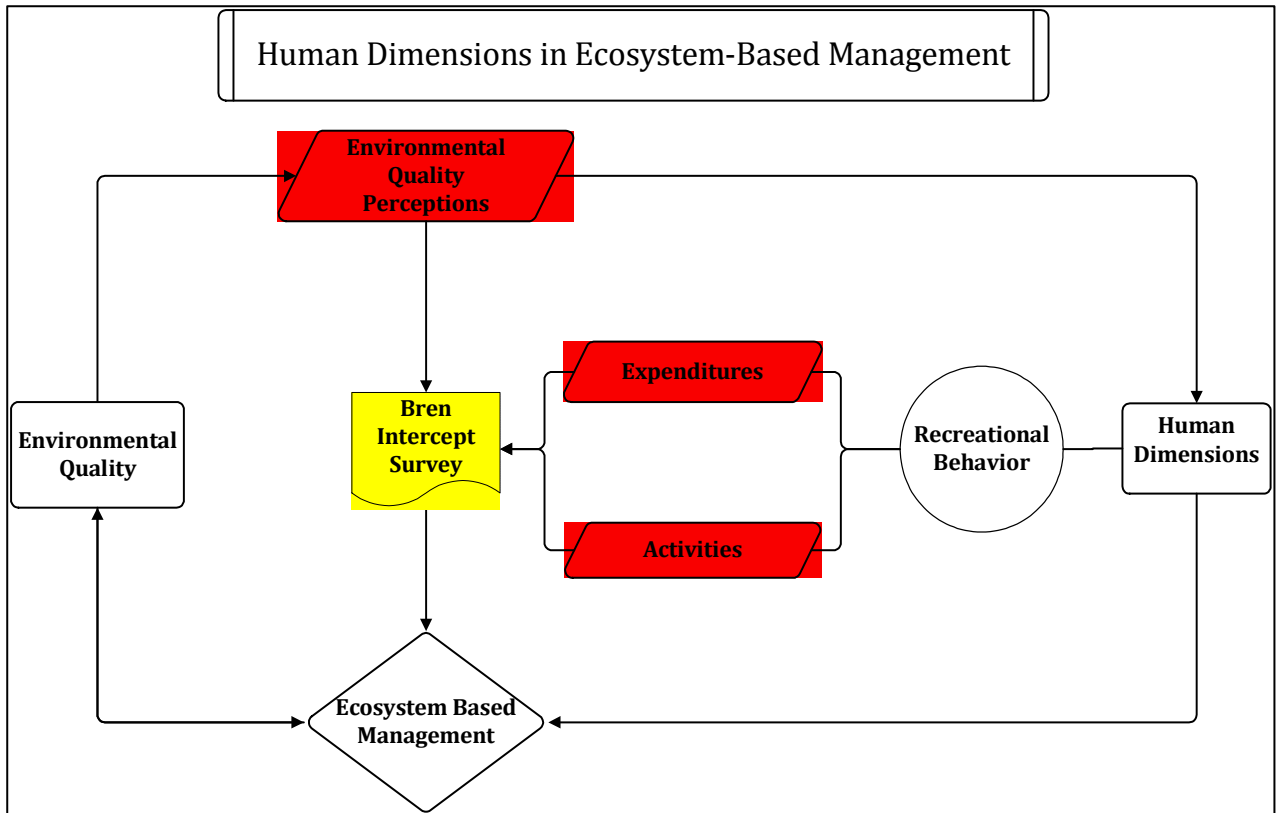 Human Dimensions in Ecosystem-Based Management
Environmental
Quality
Perceptions
Expenditures
Bren
Intercept
Survey
Environmental
Quality
Recreational
Behavior
Human
Dimensions
Activities
Ecosystem Based
Management